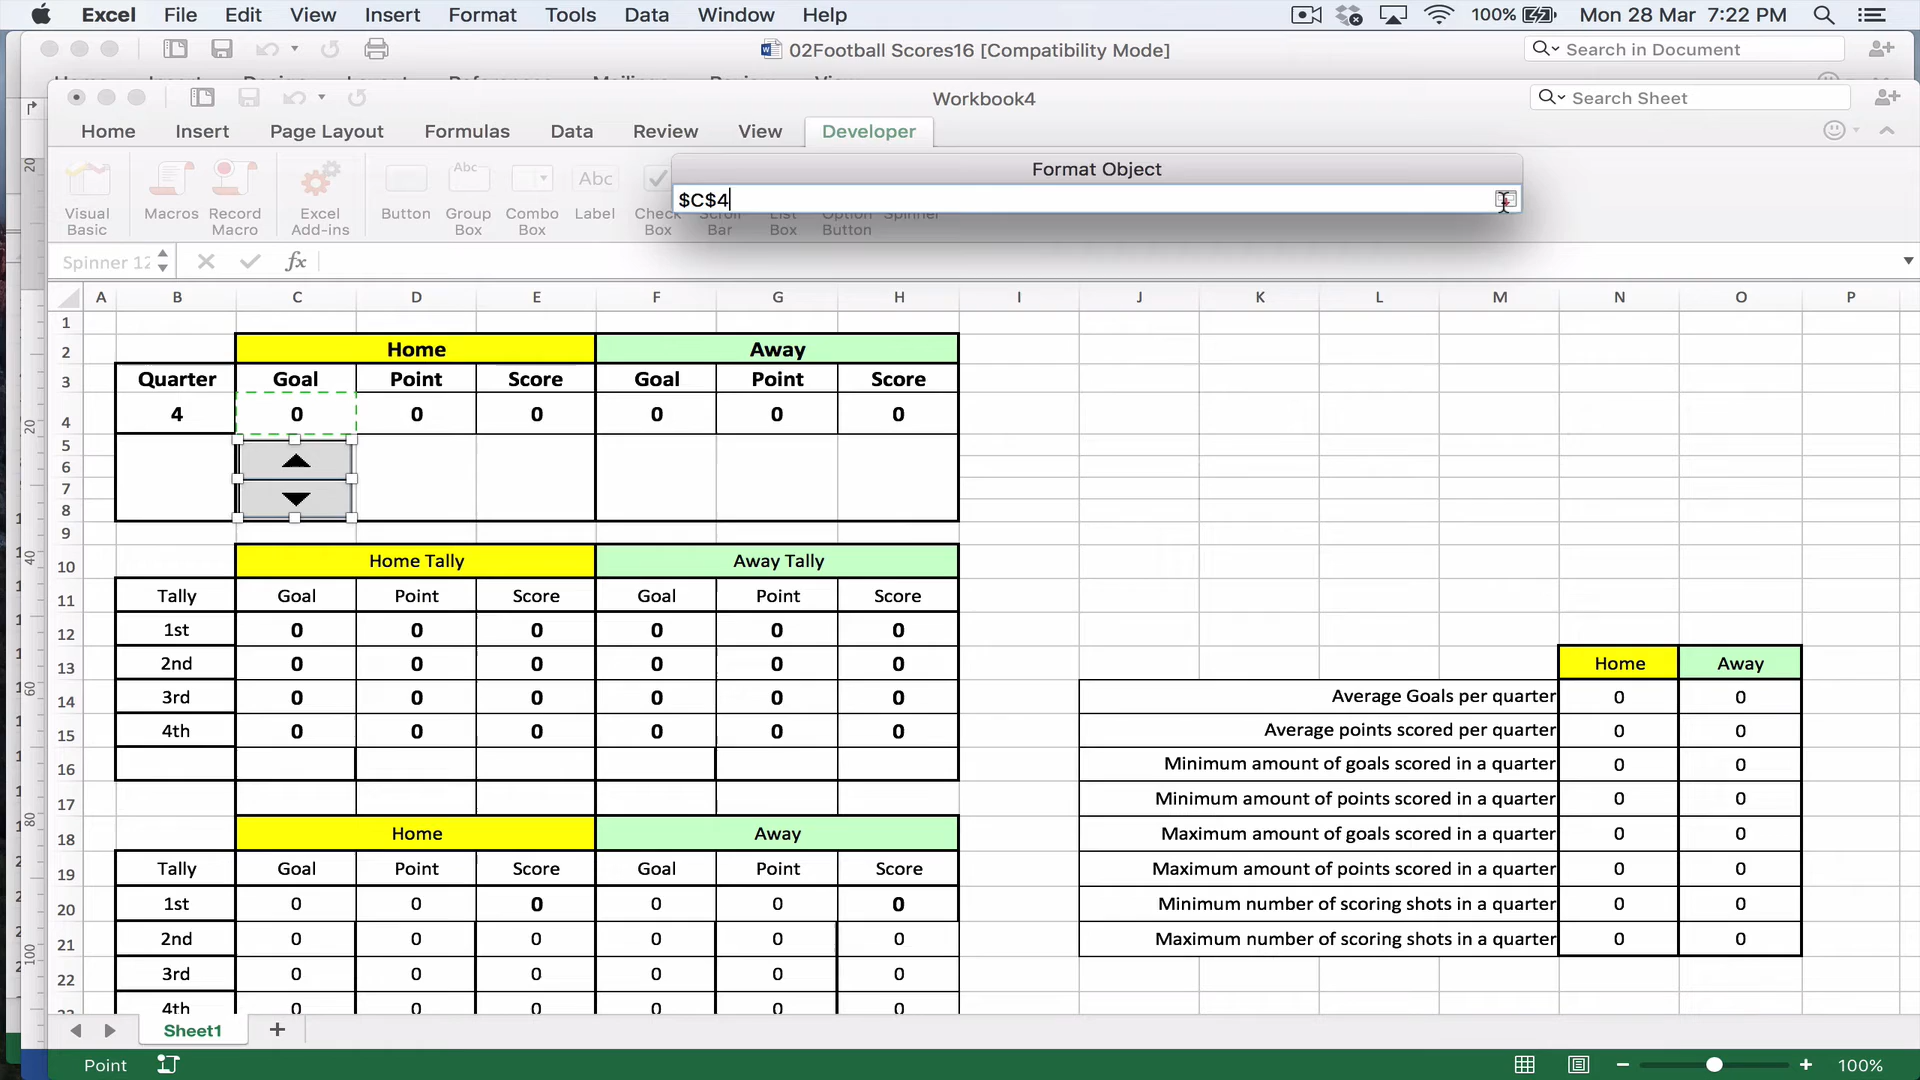 Excel File Edit View Insert Format Tools Data Window Help 100% Mon 28 Mar 7:22 PM
02Football Scores16 [Compatibility Mode] Search in Document
Workbook4 Search Sheet
Home Insert Page Layout Formulas Data Review View Developer
Format Object
$C$4
Visual Basic Macros Record Macro Excel Add-ins Button Group Box Combo Box Label Check Box Scroll Bar List Box Option Button Spinner
Abc Abc
Spinner 12 fx
A B C D E F G H I J K L M N O P
1
2 Home Away
3 Quarter Goal Point Score Goal Point Score
4 4 0 0 0 0 0 0
5
6
7
8
9
10 Home Tally Away Tally
11 Tally Goal Point Score Goal Point Score
12 1st 0 0 0 0 0 0
13 2nd 0 0 0 0 0 0 Home Away
14 3rd 0 0 0 0 0 0 Average Goals per quarter 0 0
15 4th 0 0 0 0 0 0 Average points scored per quarter 0 0
16 Minimum amount of goals scored in a quarter 0 0
17 Minimum amount of points scored in a quarter 0 0
18 Home Away Maximum amount of goals scored in a quarter 0 0
19 Tally Goal Point Score Goal Point Score Maximum amount of points scored in a quarter 0 0
20 1st 0 0 0 0 0 0 Minimum number of scoring shots in a quarter 0 0
21 2nd 0 0 0 0 0 0 Maximum number of scoring shots in a quarter 0 0
22 3rd 0 0 0 0 0 0
4th 0 0 0 0 0 0
Sheet1
Point 100%